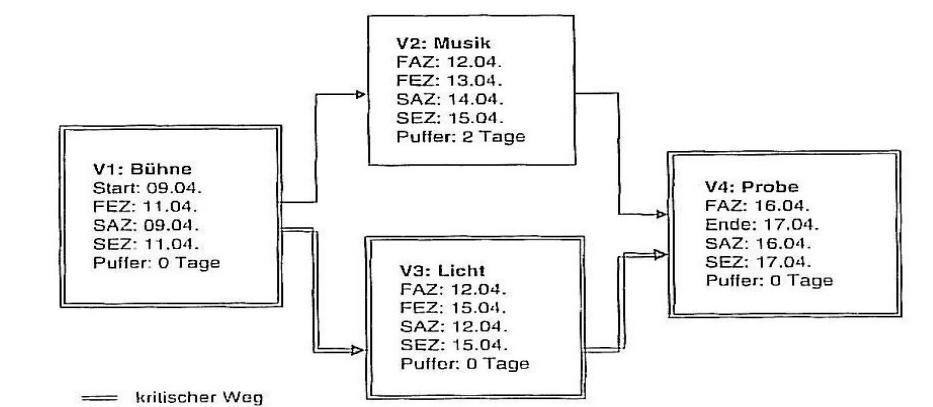 V2: Musik
FAZ: 12.04.
FEZ: 13.04.
SAZ: 14.04.
SEZ: 15.04.
Puffer: 2 Tage
V1: Bühne
Start: 09.04.
FEZ: 11.04.
SAZ: 09.04.
SEZ: 11.04.
Puffer: 0 Tage
V3: Licht
FAZ: 12.04.
FEZ: 15.04.
SAZ: 12.04.
SEZ: 15.04.
Puffer: 0 Tage
V4: Probe
FAZ: 16.04.
Ende: 17.04.
SAZ: 16.04.
SEZ: 17.04.
Puffer: 0 Tage
kritischer Weg